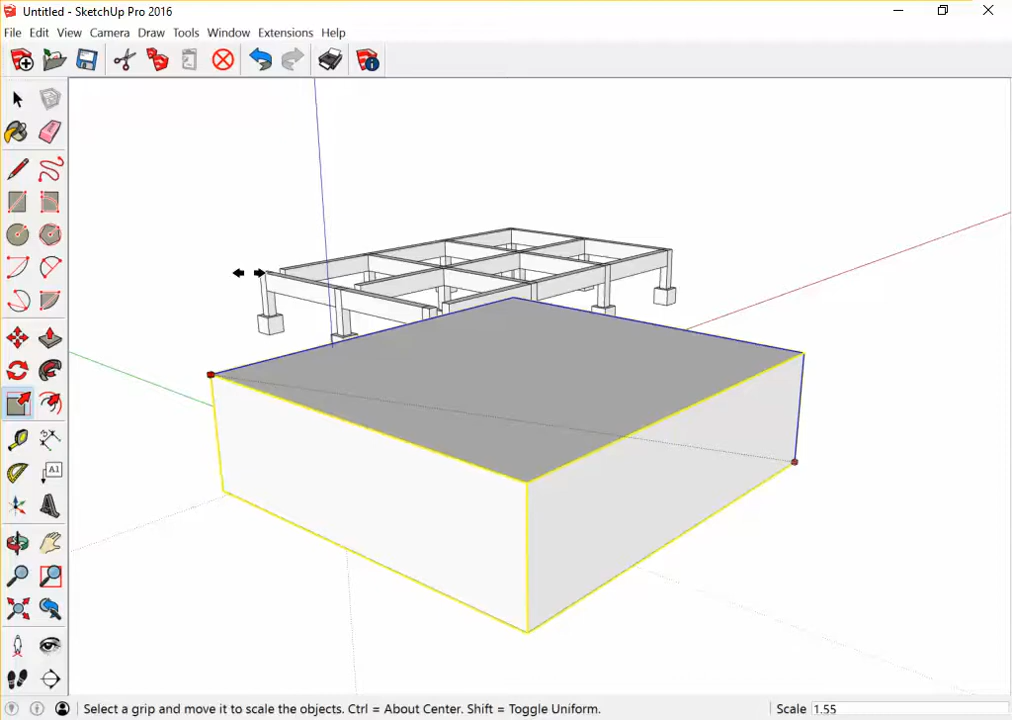 Untitled - SketchUp Pro 2016
File Edit View Camera Draw Tools Window Extensions Help
A1
Select a grip and move it to scale the objects. Ctrl = About Center. Shift = Toggle Uniform. Scale 1.55